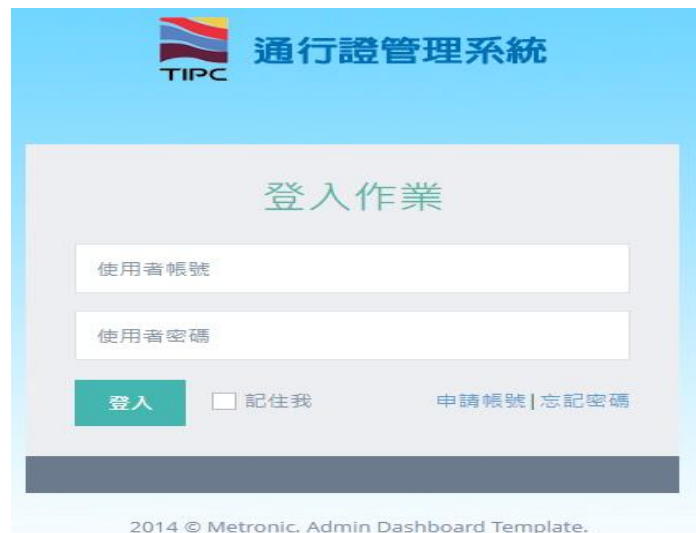 TIPC 通行證管理系統
登入作業
使用者帳號
使用者密碼
登入 記住我 申請帳號|忘記密碼
2014 © Metronic. Admin Dashboard Template.